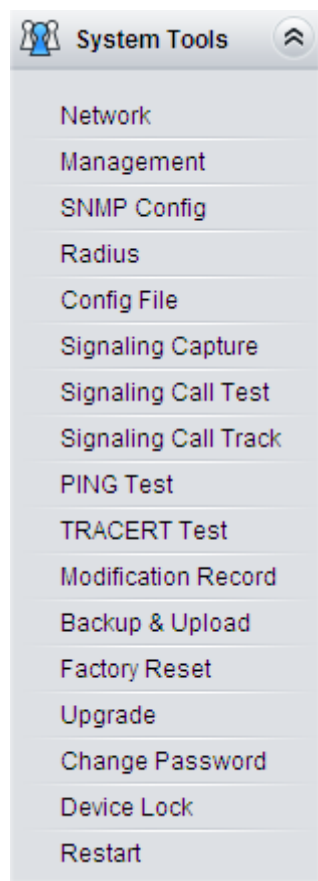 System Tools
Network
Management
SNMP Config
Radius
Config File
Signaling Capture
Signaling Call Test
Signaling Call Track
PING Test
TRACERT Test
Modification Record
Backup & Upload
Factory Reset
Upgrade
Change Password
Device Lock
Restart